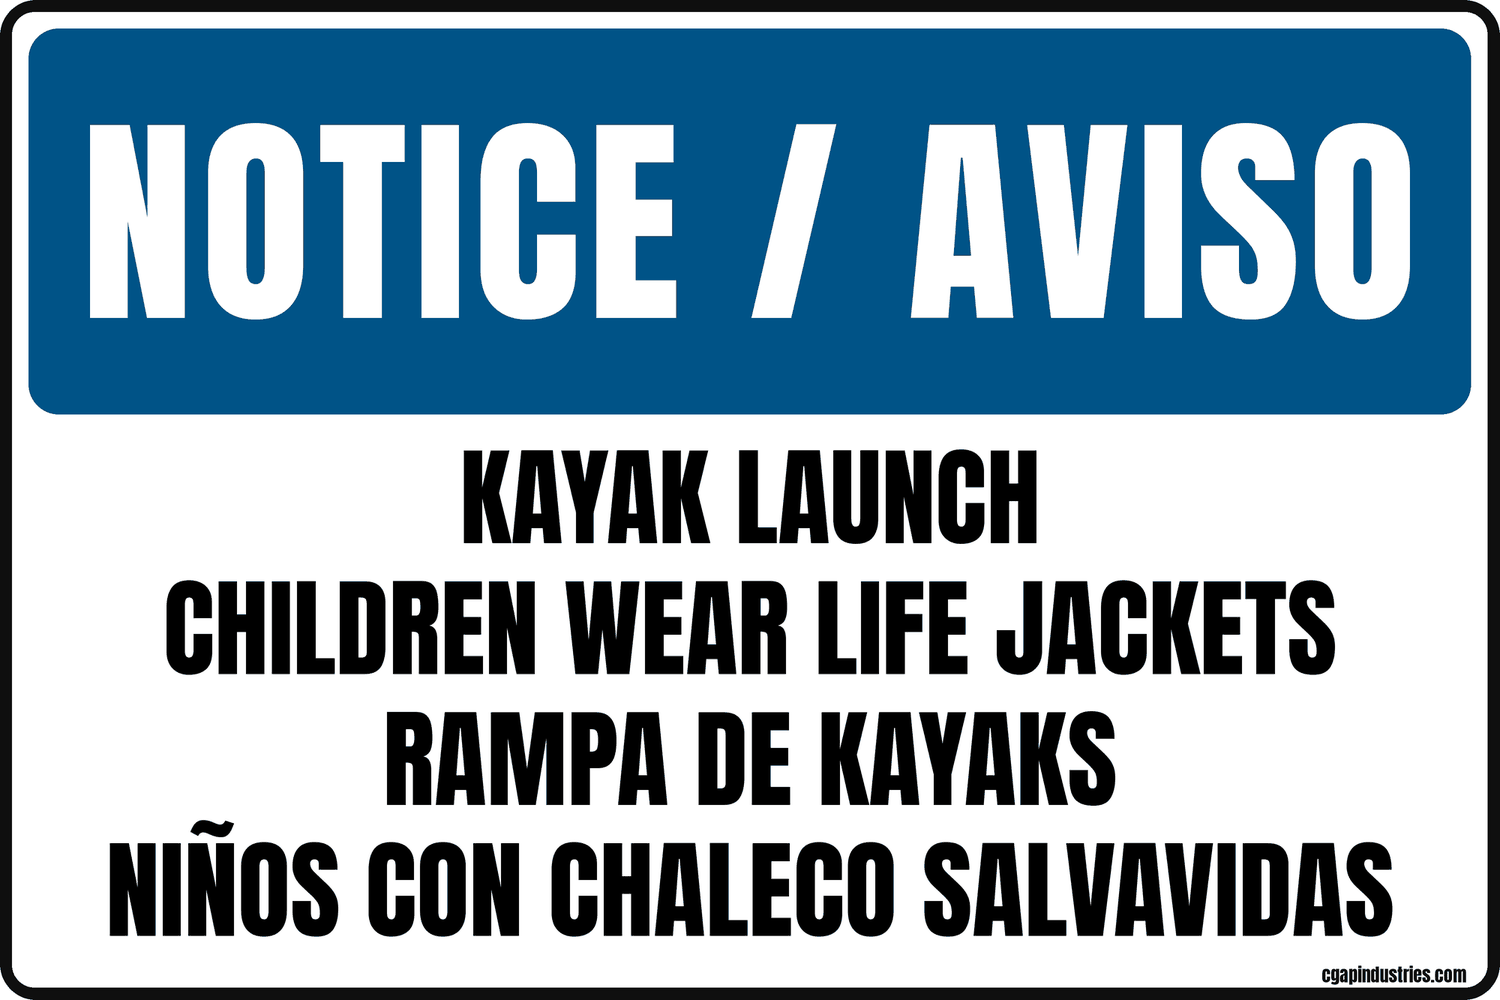 NOTICE / AVISO
KAYAK LAUNCH
CHILDREN WEAR LIFE JACKETS
RAMPA DE KAYAKS
NIÑOS CON CHALECO SALVAVIDAS
cgapindustries.com